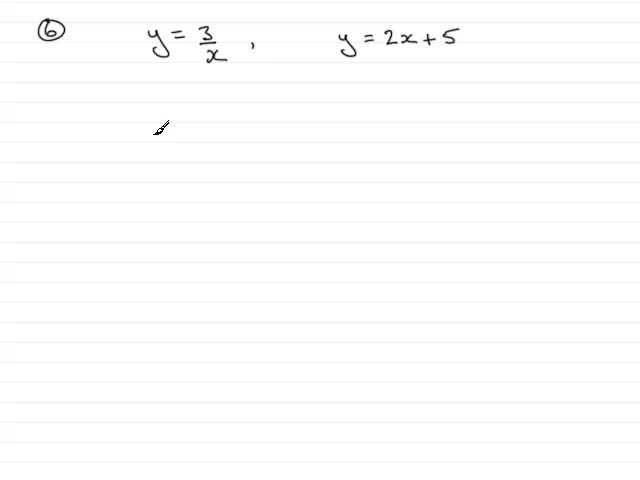 ⑥ y = 3/x , y = 2x + 5